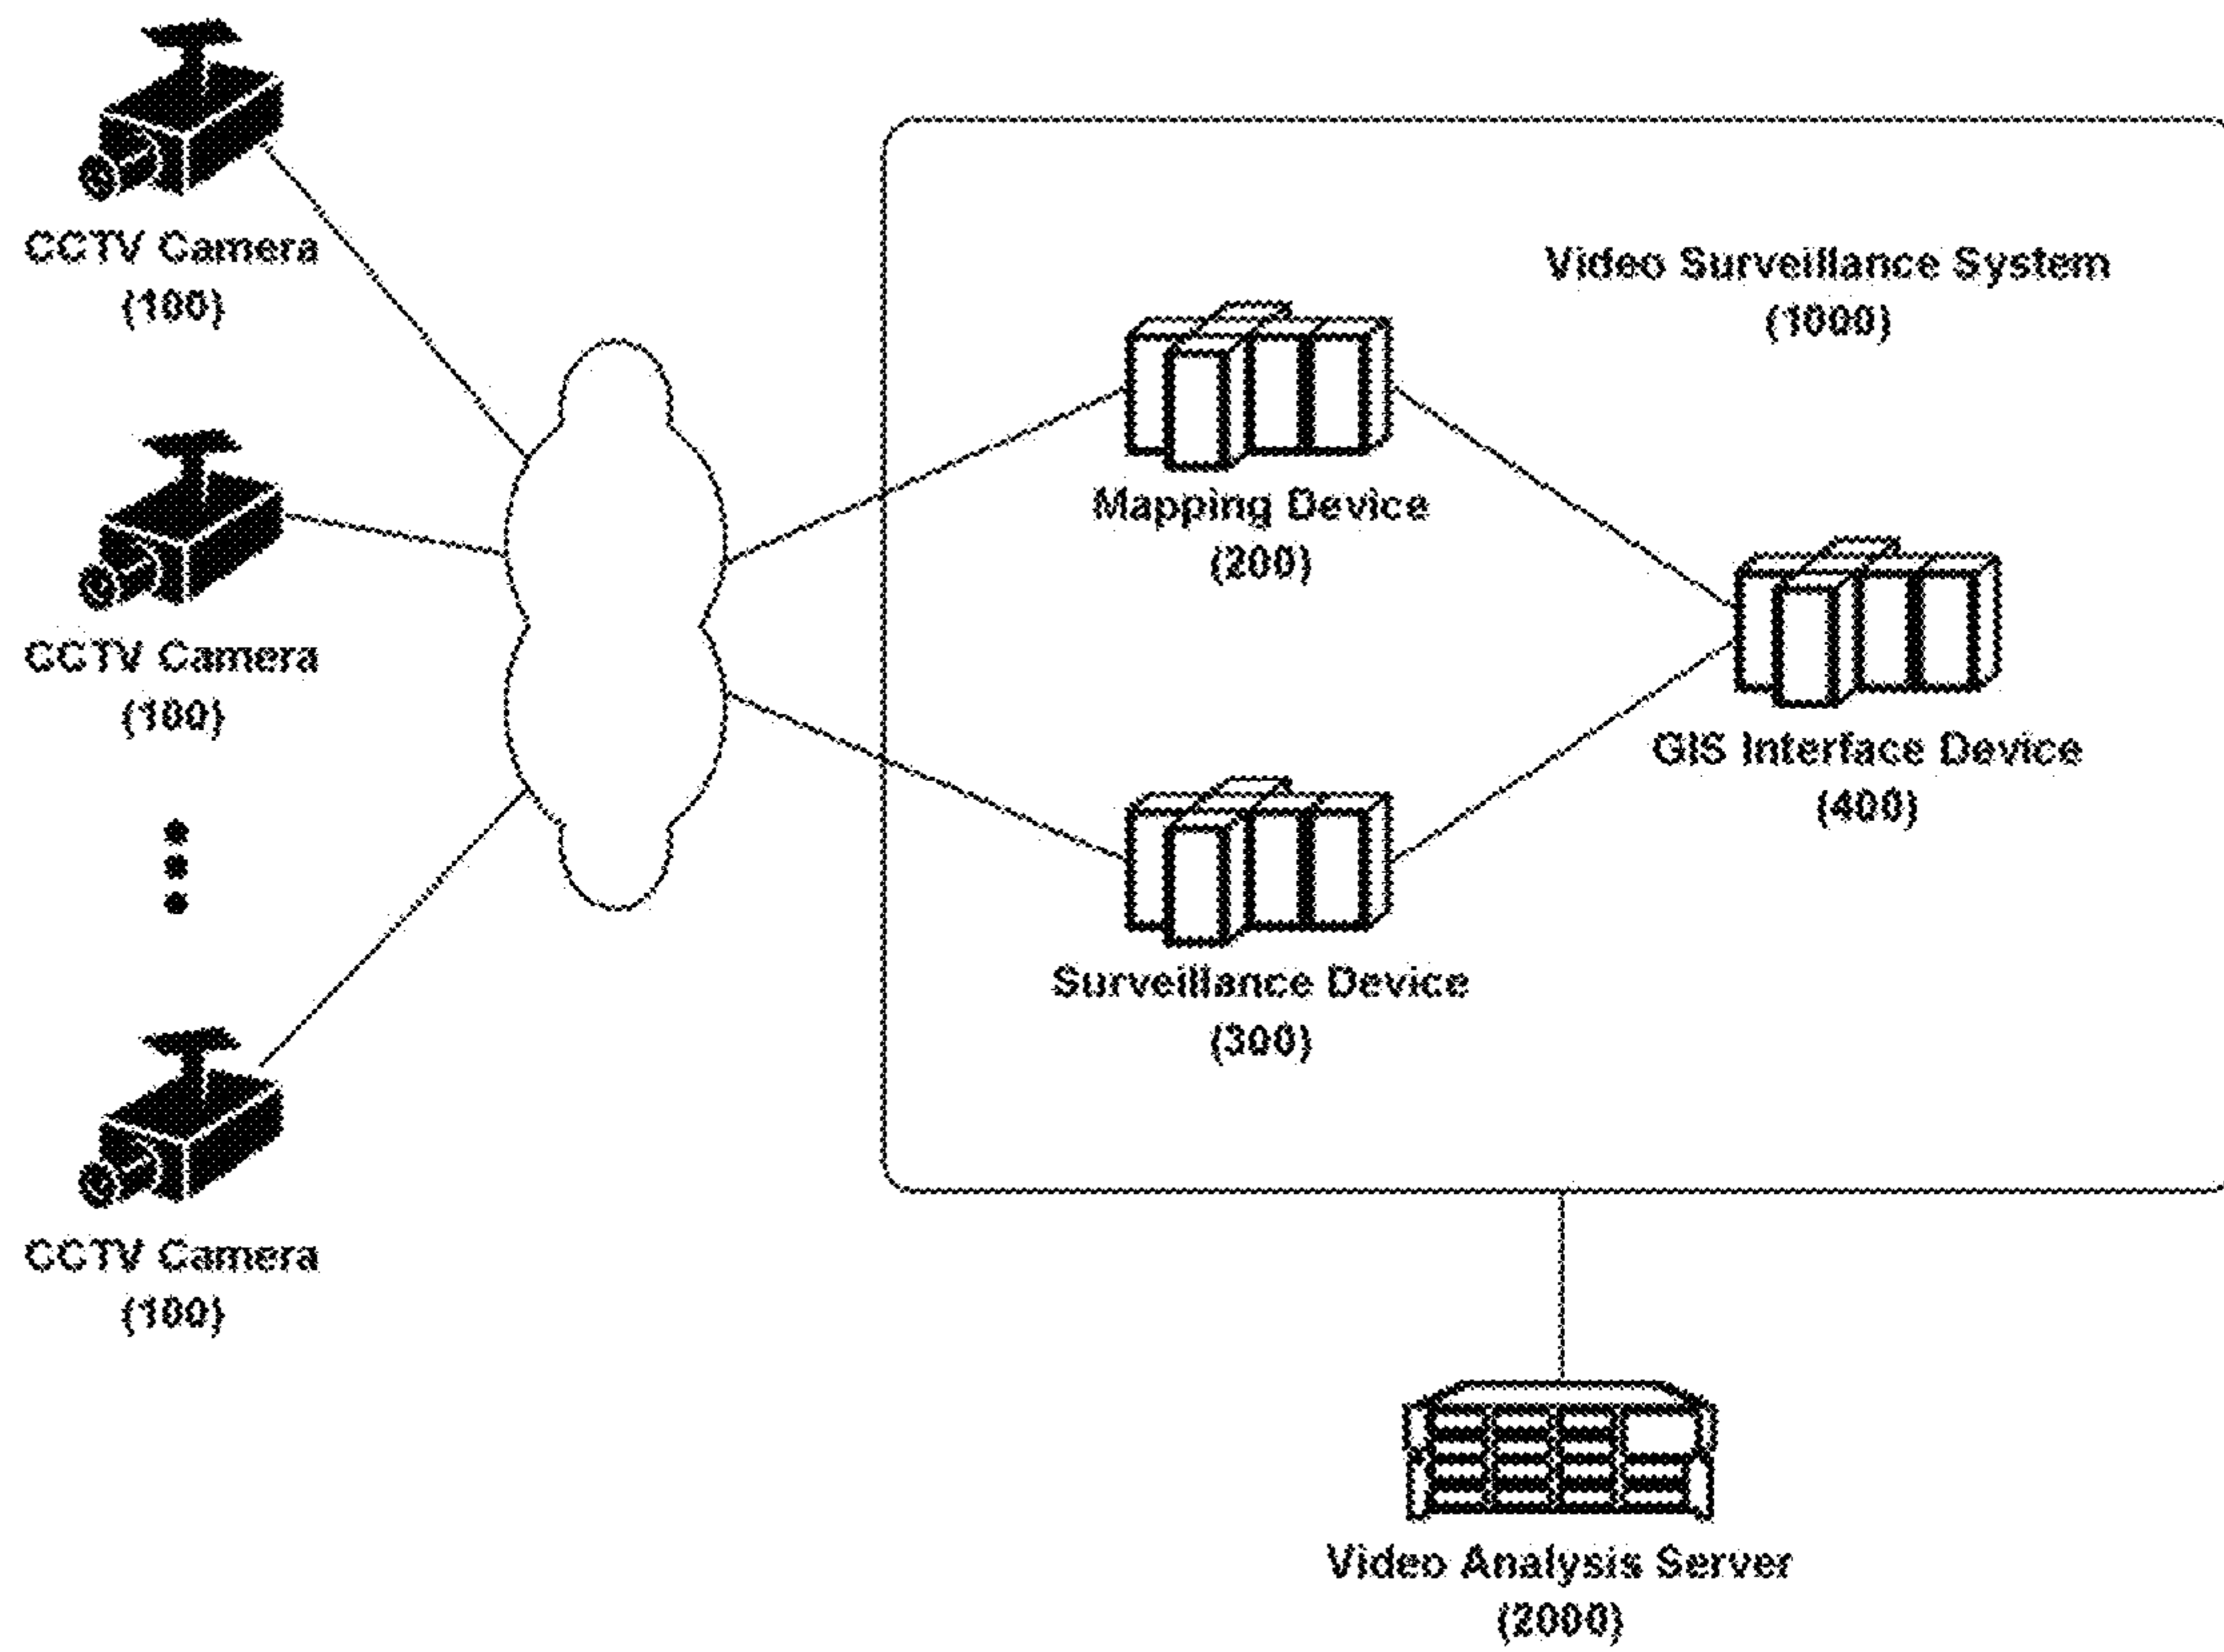 CCTV Camera
(100)
CCTV Camera
(100)
CCTV Camera
(100)
Video Surveillance System
(1000)
Mapping Device
(200)
GIS Interface Device
(400)
Surveillance Device
(300)
Video Analysis Server
(2000)